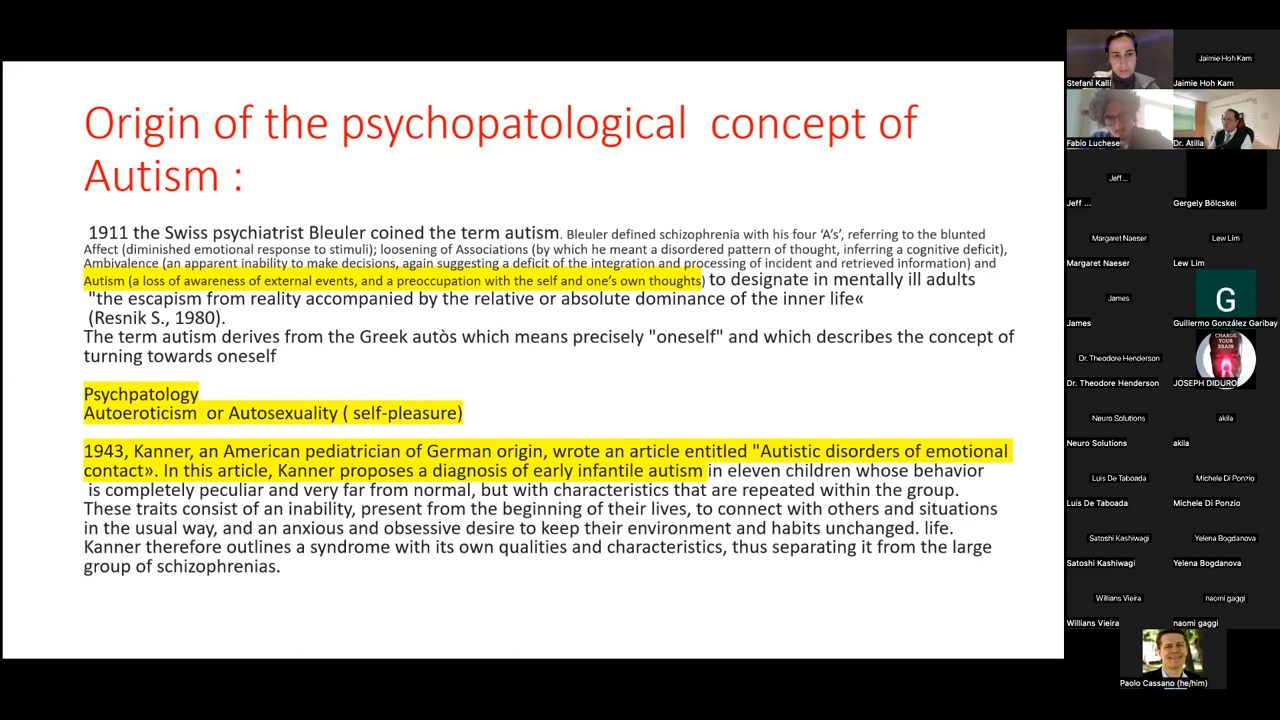 Origin of the psychopatological concept of
Autism :
1911 the Swiss psychiatrist Bleuler coined the term autism. Bleuler defined schizophrenia with his four ‘A’s’, referring to the blunted
Affect (diminished emotional response to stimuli); loosening of Associations (by which he meant a disordered pattern of thought, inferring a cognitive deficit),
Ambivalence (an apparent inability to make decisions, again suggesting a deficit of the integration and processing of incident and retrieved information) and
Autism (a loss of awareness of external events, and a preoccupation with the self and one’s own thoughts) to designate in mentally ill adults
"the escapism from reality accompanied by the relative or absolute dominance of the inner life«
(Resnik S., 1980).
The term autism derives from the Greek autòs which means precisely "oneself" and which describes the concept of
turning towards oneself
Psychpatology
Autoeroticism or Autosexuality ( self-pleasure)
1943, Kanner, an American pediatrician of German origin, wrote an article entitled "Autistic disorders of emotional
contact». In this article, Kanner proposes a diagnosis of early infantile autism in eleven children whose behavior
is completely peculiar and very far from normal, but with characteristics that are repeated within the group.
These traits consist of an inability, present from the beginning of their lives, to connect with others and situations
in the usual way, and an anxious and obsessive desire to keep their environment and habits unchanged. life.
Kanner therefore outlines a syndrome with its own qualities and characteristics, thus separating it from the large
group of schizophrenias.
Jaimie Hoh Kam
Stefani Kalli
Jaimie Hoh Kam
Fabio Luchese
Dr. Atilla
Jeff ...
Jeff ...
Gergely Bölcskei
Margaret Naeser
Lew Lim
Margaret Naeser
Lew Lim
James
G
James
Guillermo González Garibay
Dr. Theodore Henderson
CHARGE
YOUR
BRAIN
Dr. Theodore Henderson
JOSEPH DIDURO
Neuro Solutions
akila
Neuro Solutions
akila
Luis De Taboada
Michele Di Ponzio
Luis De Taboada
Michele Di Ponzio
Satoshi Kashiwagi
Yelena Bogdanova
Satoshi Kashiwagi
Yelena Bogdanova
Willians Vieira
naomi gaggi
Willians Vieira
naomi gaggi
Paolo Cassano (he/him)